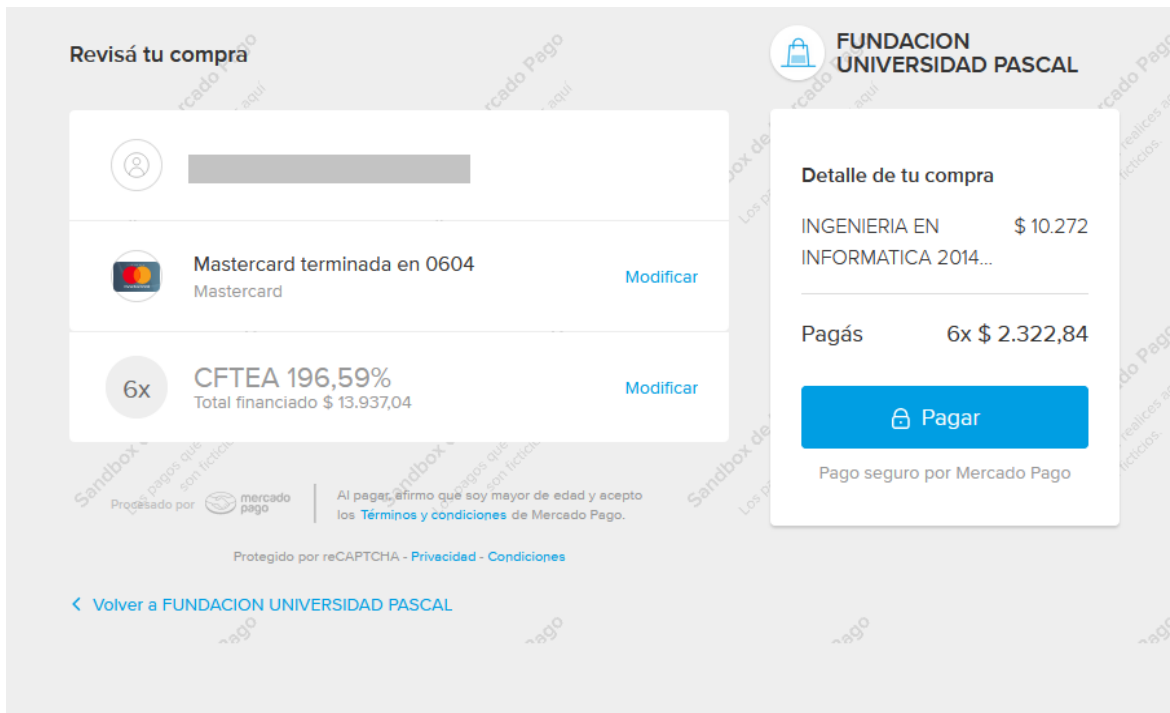 Revisá tu compra
FUNDACION
UNIVERSIDAD PASCAL
Mastercard terminada en 0604
Mastercard
Modificar
6x
CFTEA 196,59%
Total financiado $ 13.937,04
Modificar
Detalle de tu compra
INGENIERIA EN $ 10.272
INFORMATICA 2014...
Pagás 6x $ 2.322,84
Pagar
Pago seguro por Mercado Pago
Procesado por mercado pago
Al pagar, afirmo que soy mayor de edad y acepto
los Términos y condiciones de Mercado Pago.
Protegido por reCAPTCHA - Privacidad - Condiciones
Volver a FUNDACION UNIVERSIDAD PASCAL